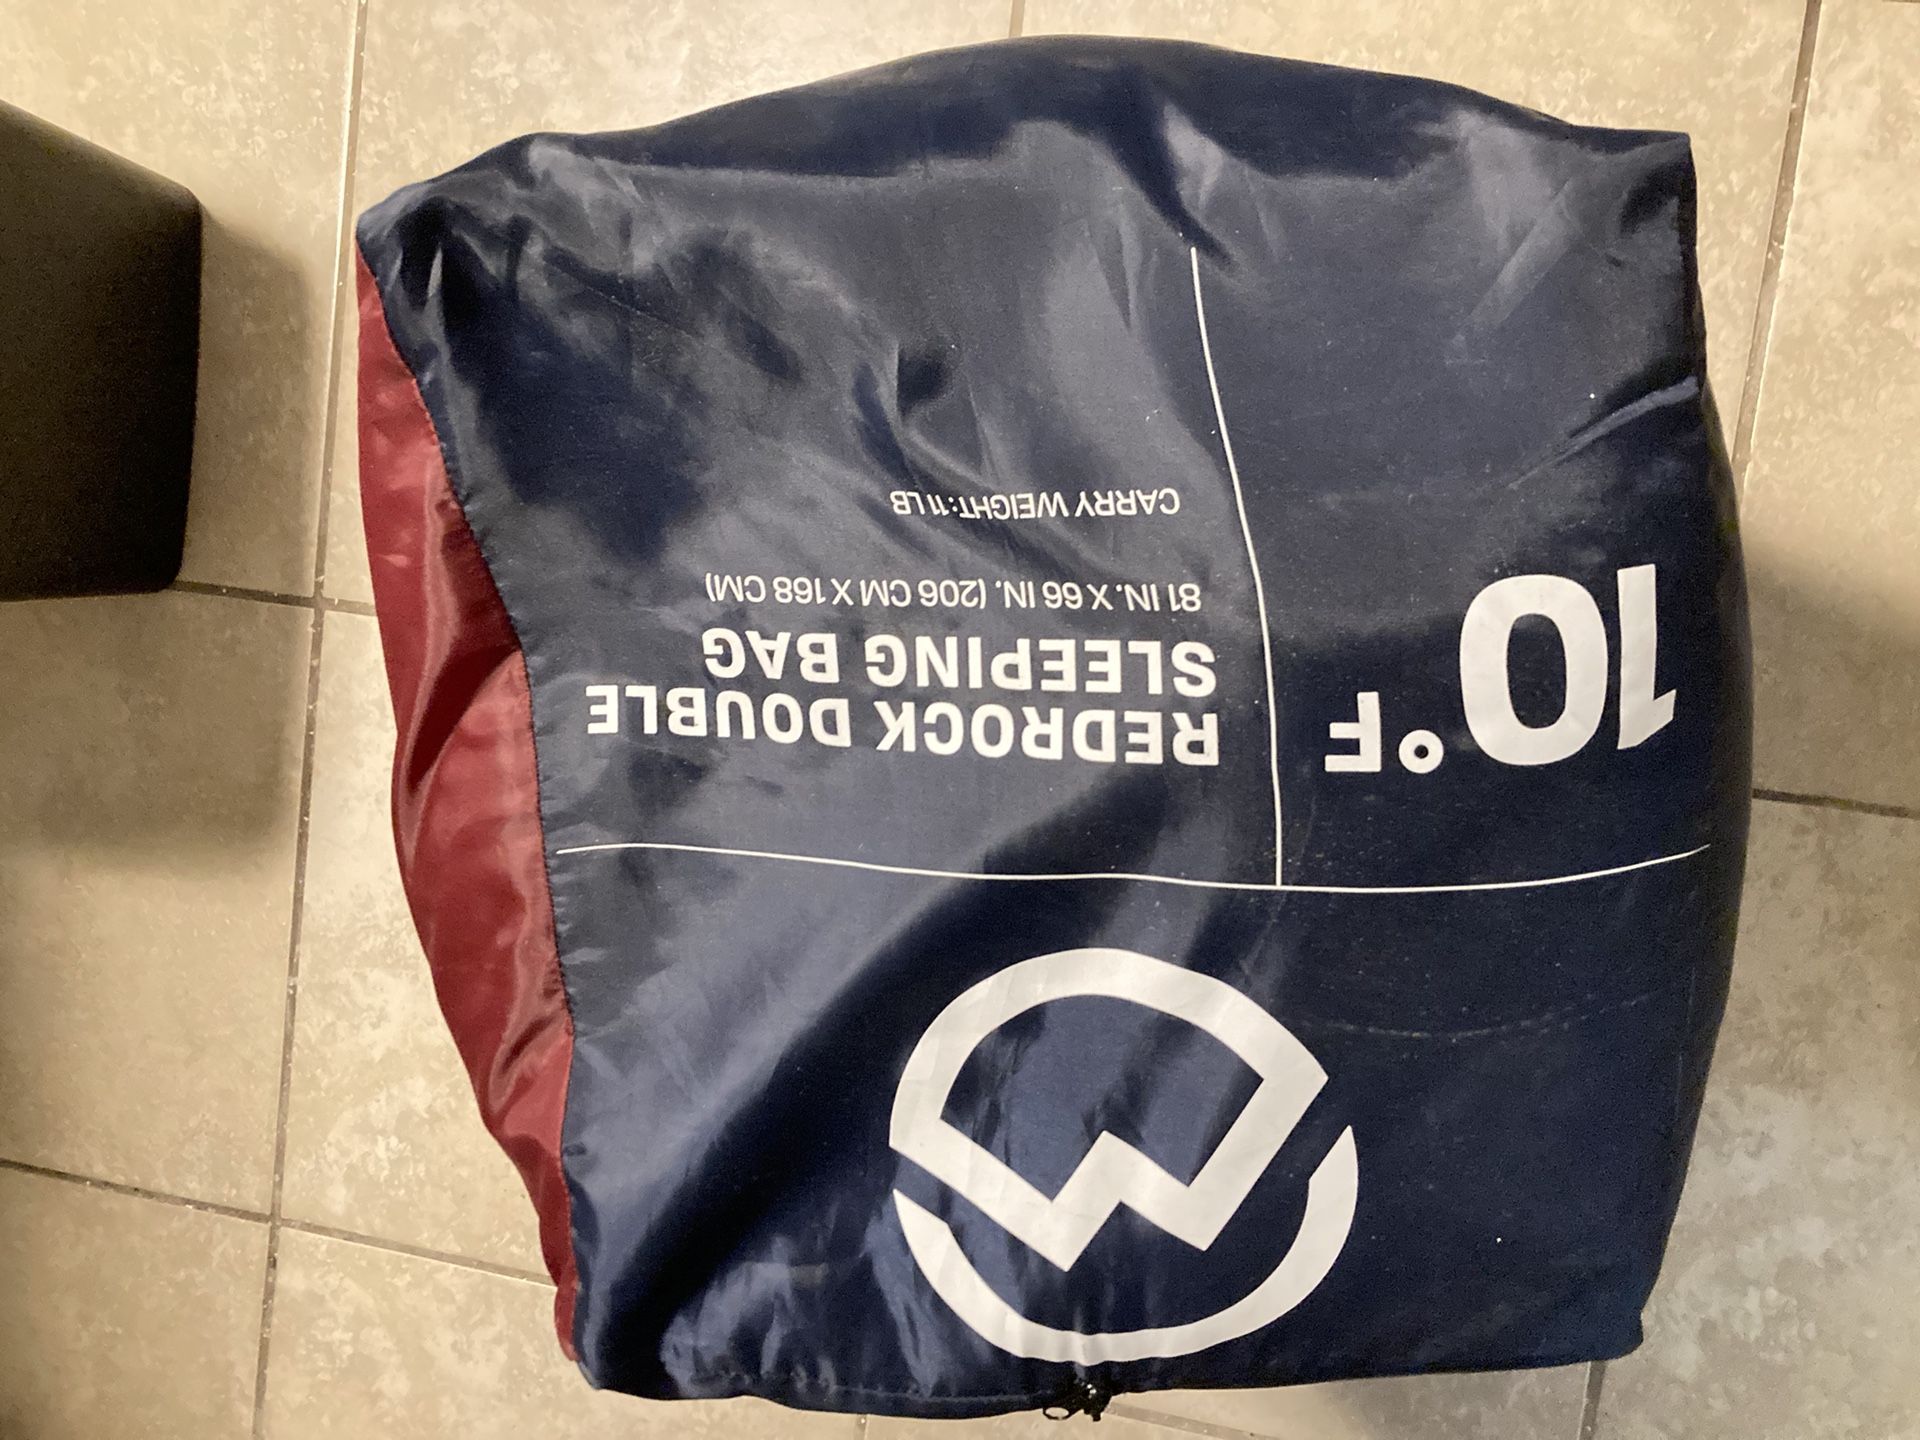 10°F
REDROCK DOUBLE
SLEEPING BAG
81 IN. X 66 IN. (206 CM X 168 CM)
CARRY WEIGHT: 11 LB